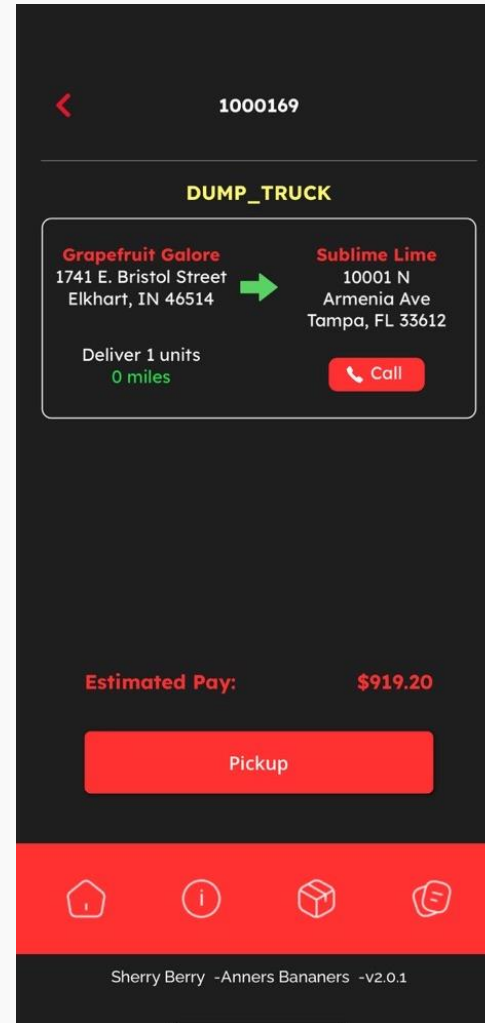 1000169
DUMP_TRUCK
Grapefruit Galore
1741 E. Bristol Street
Elkhart, IN 46514
Sublime Lime
10001 N
Armenia Ave
Tampa, FL 33612
Deliver 1 units
0 miles
Call
Estimated Pay: $919.20
Pickup
Sherry Berry -Anners Bananers -v2.0.1